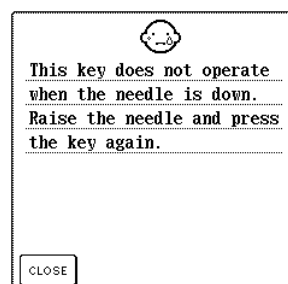 This key does not operate
when the needle is down.
Raise the needle and press
the key again.
CLOSE